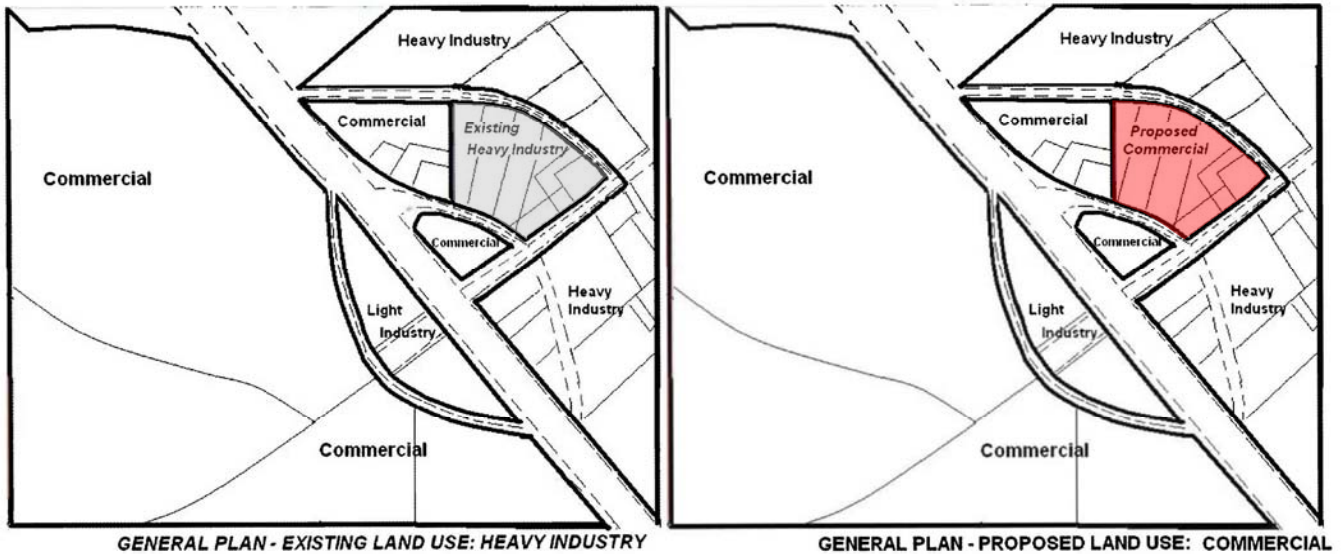 Heavy Industry
Commercial
Existing
Heavy Industry
Commercial
Commercial
Heavy
Industry
Light
Industry
Commercial
GENERAL PLAN - EXISTING LAND USE: HEAVY INDUSTRY
Heavy Industry
Commercial
Proposed
Commercial
Commercial
Commercial
Heavy
Industry
Light
Industry
Commercial
GENERAL PLAN - PROPOSED LAND USE: COMMERCIAL